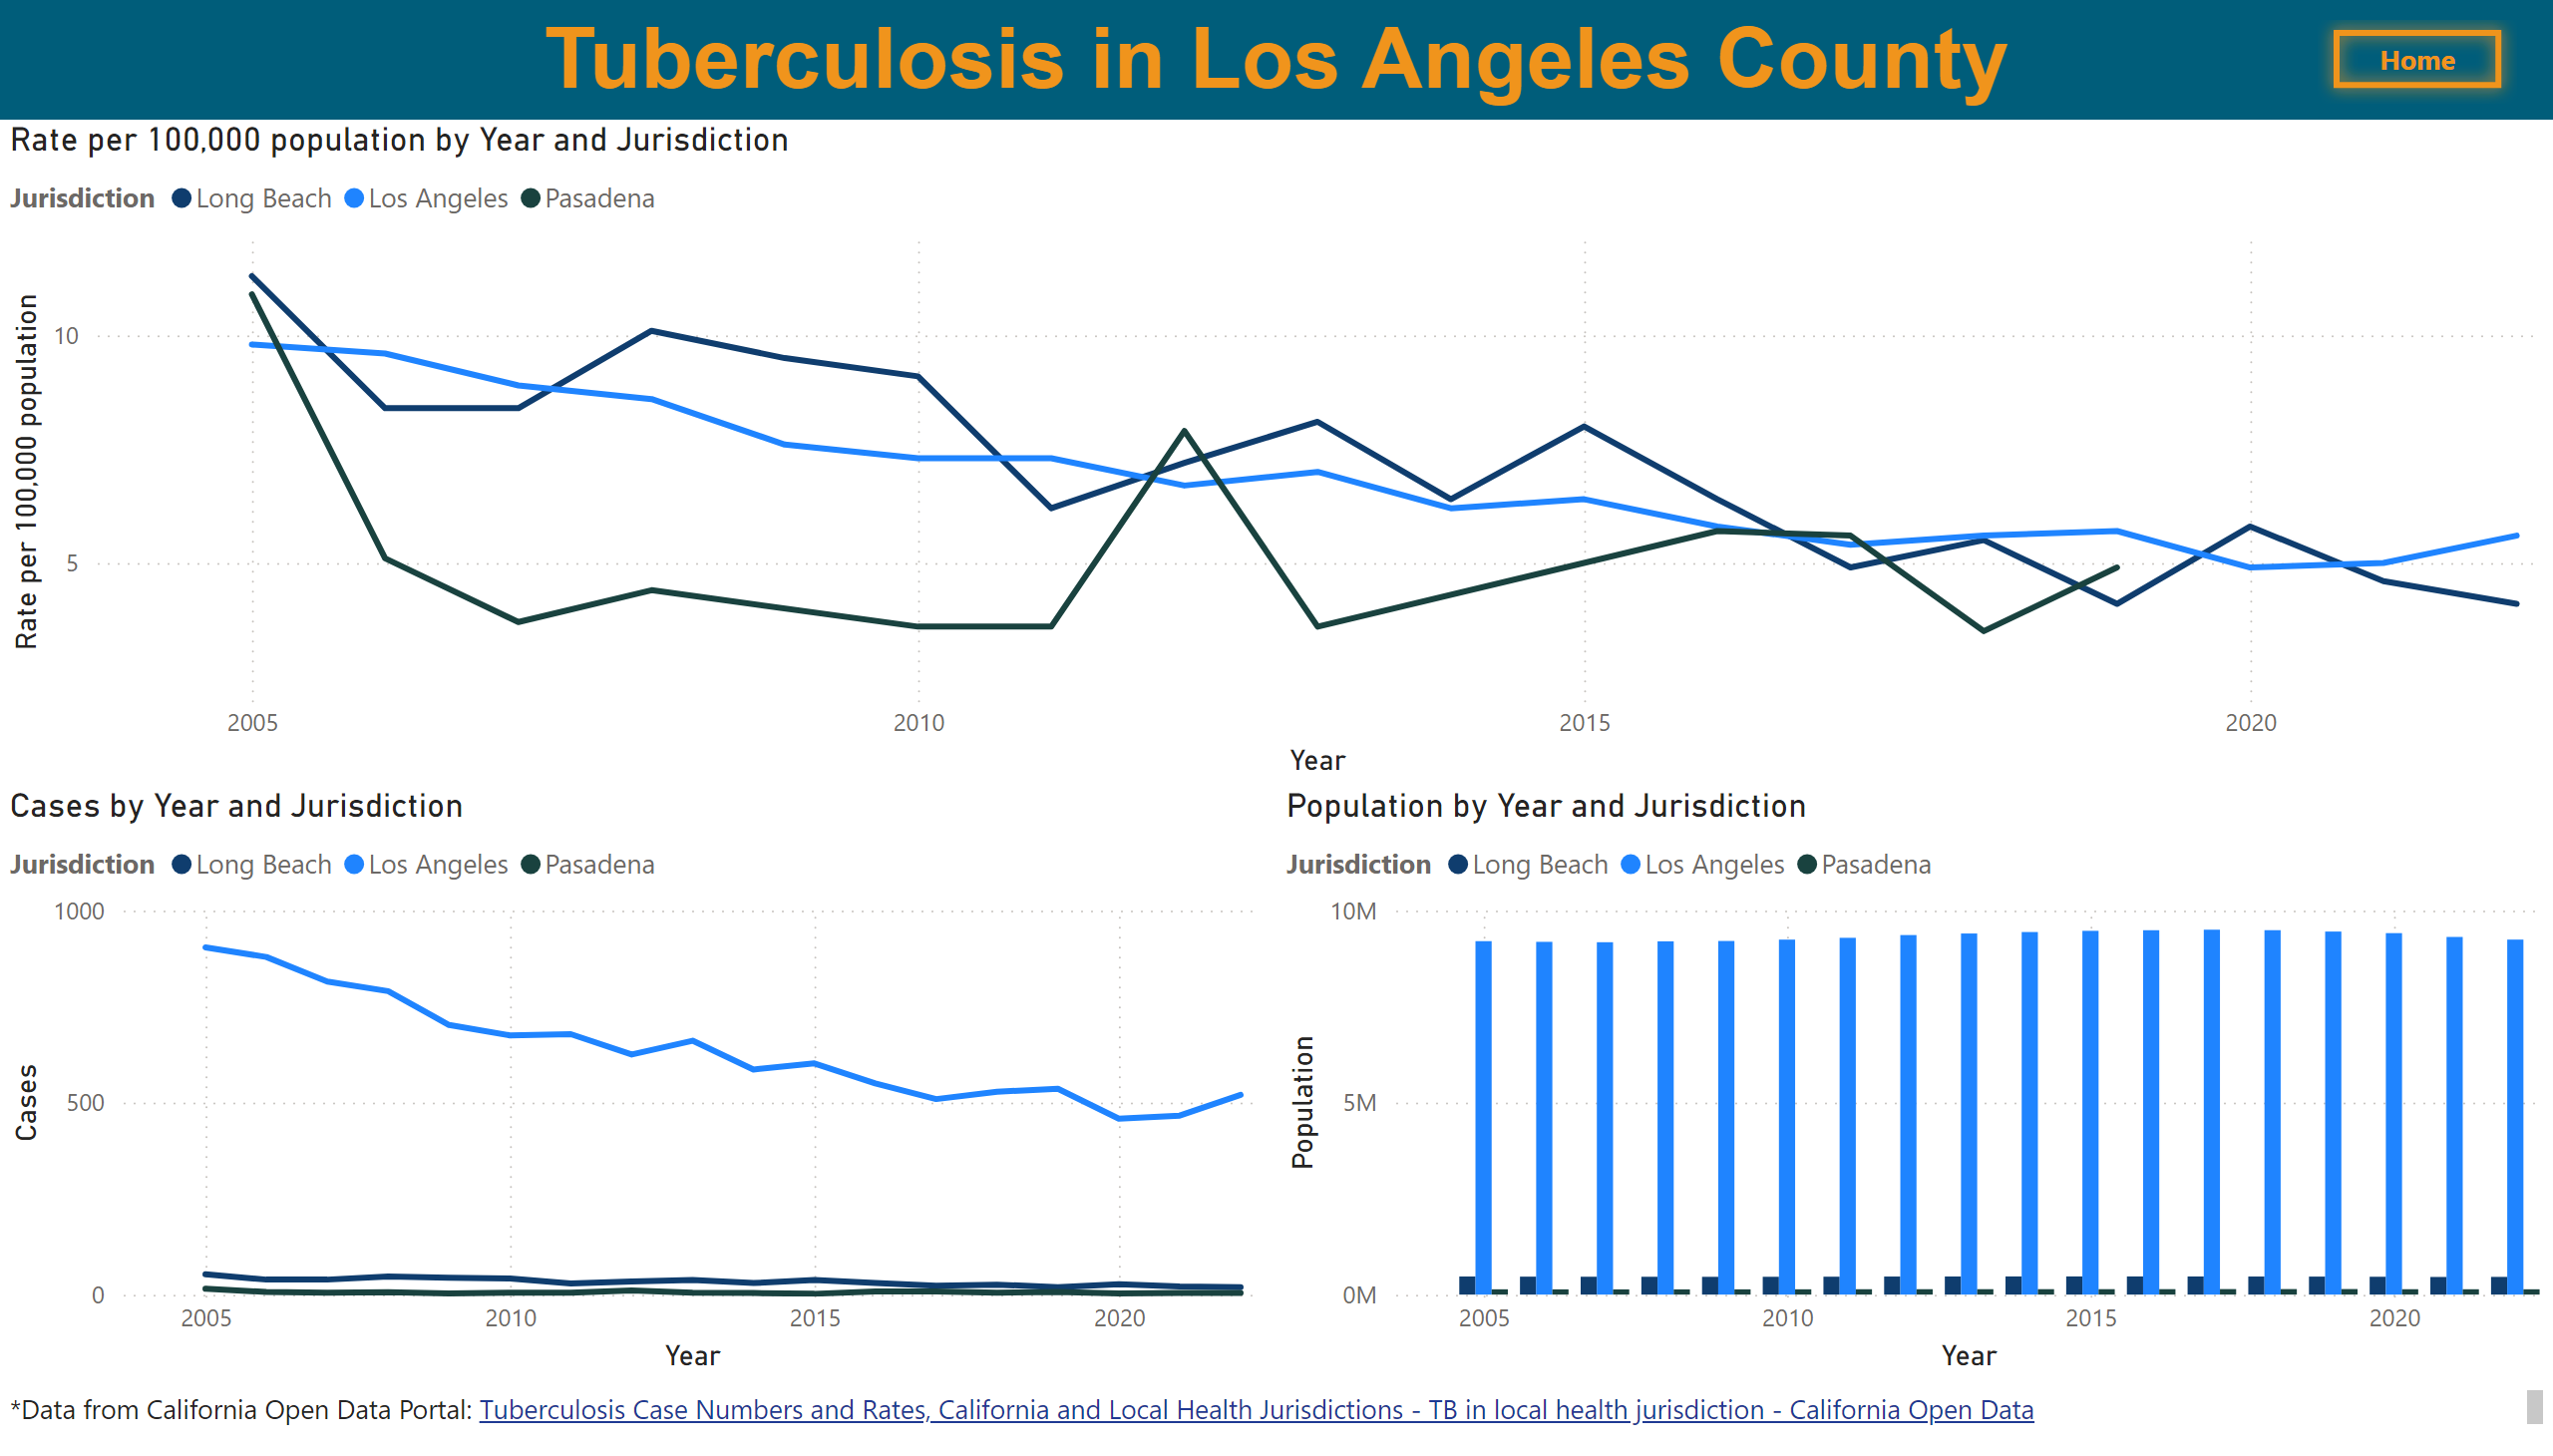 Tuberculosis in Los Angeles County
Home
Rate per 100,000 population by Year and Jurisdiction
Jurisdiction Long Beach Los Angeles Pasadena
Rate per 100,000 population
10
5
2005 2010 2015 2020
Year
Cases by Year and Jurisdiction
Jurisdiction Long Beach Los Angeles Pasadena
Cases
1000
500
0
2005 2010 2015 2020
Year
Population by Year and Jurisdiction
Jurisdiction Long Beach Los Angeles Pasadena
Population
10M
5M
0M
2005 2010 2015 2020
Year
*Data from California Open Data Portal: Tuberculosis Case Numbers and Rates, California and Local Health Jurisdictions - TB in local health jurisdiction - California Open Data